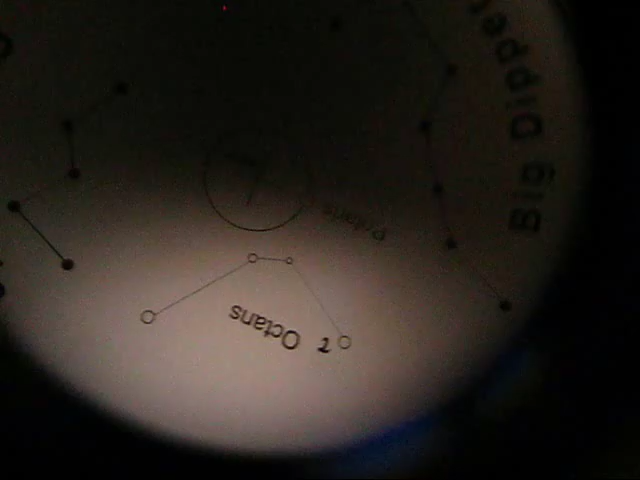 Big Dipper
Polaris
Octans
τ